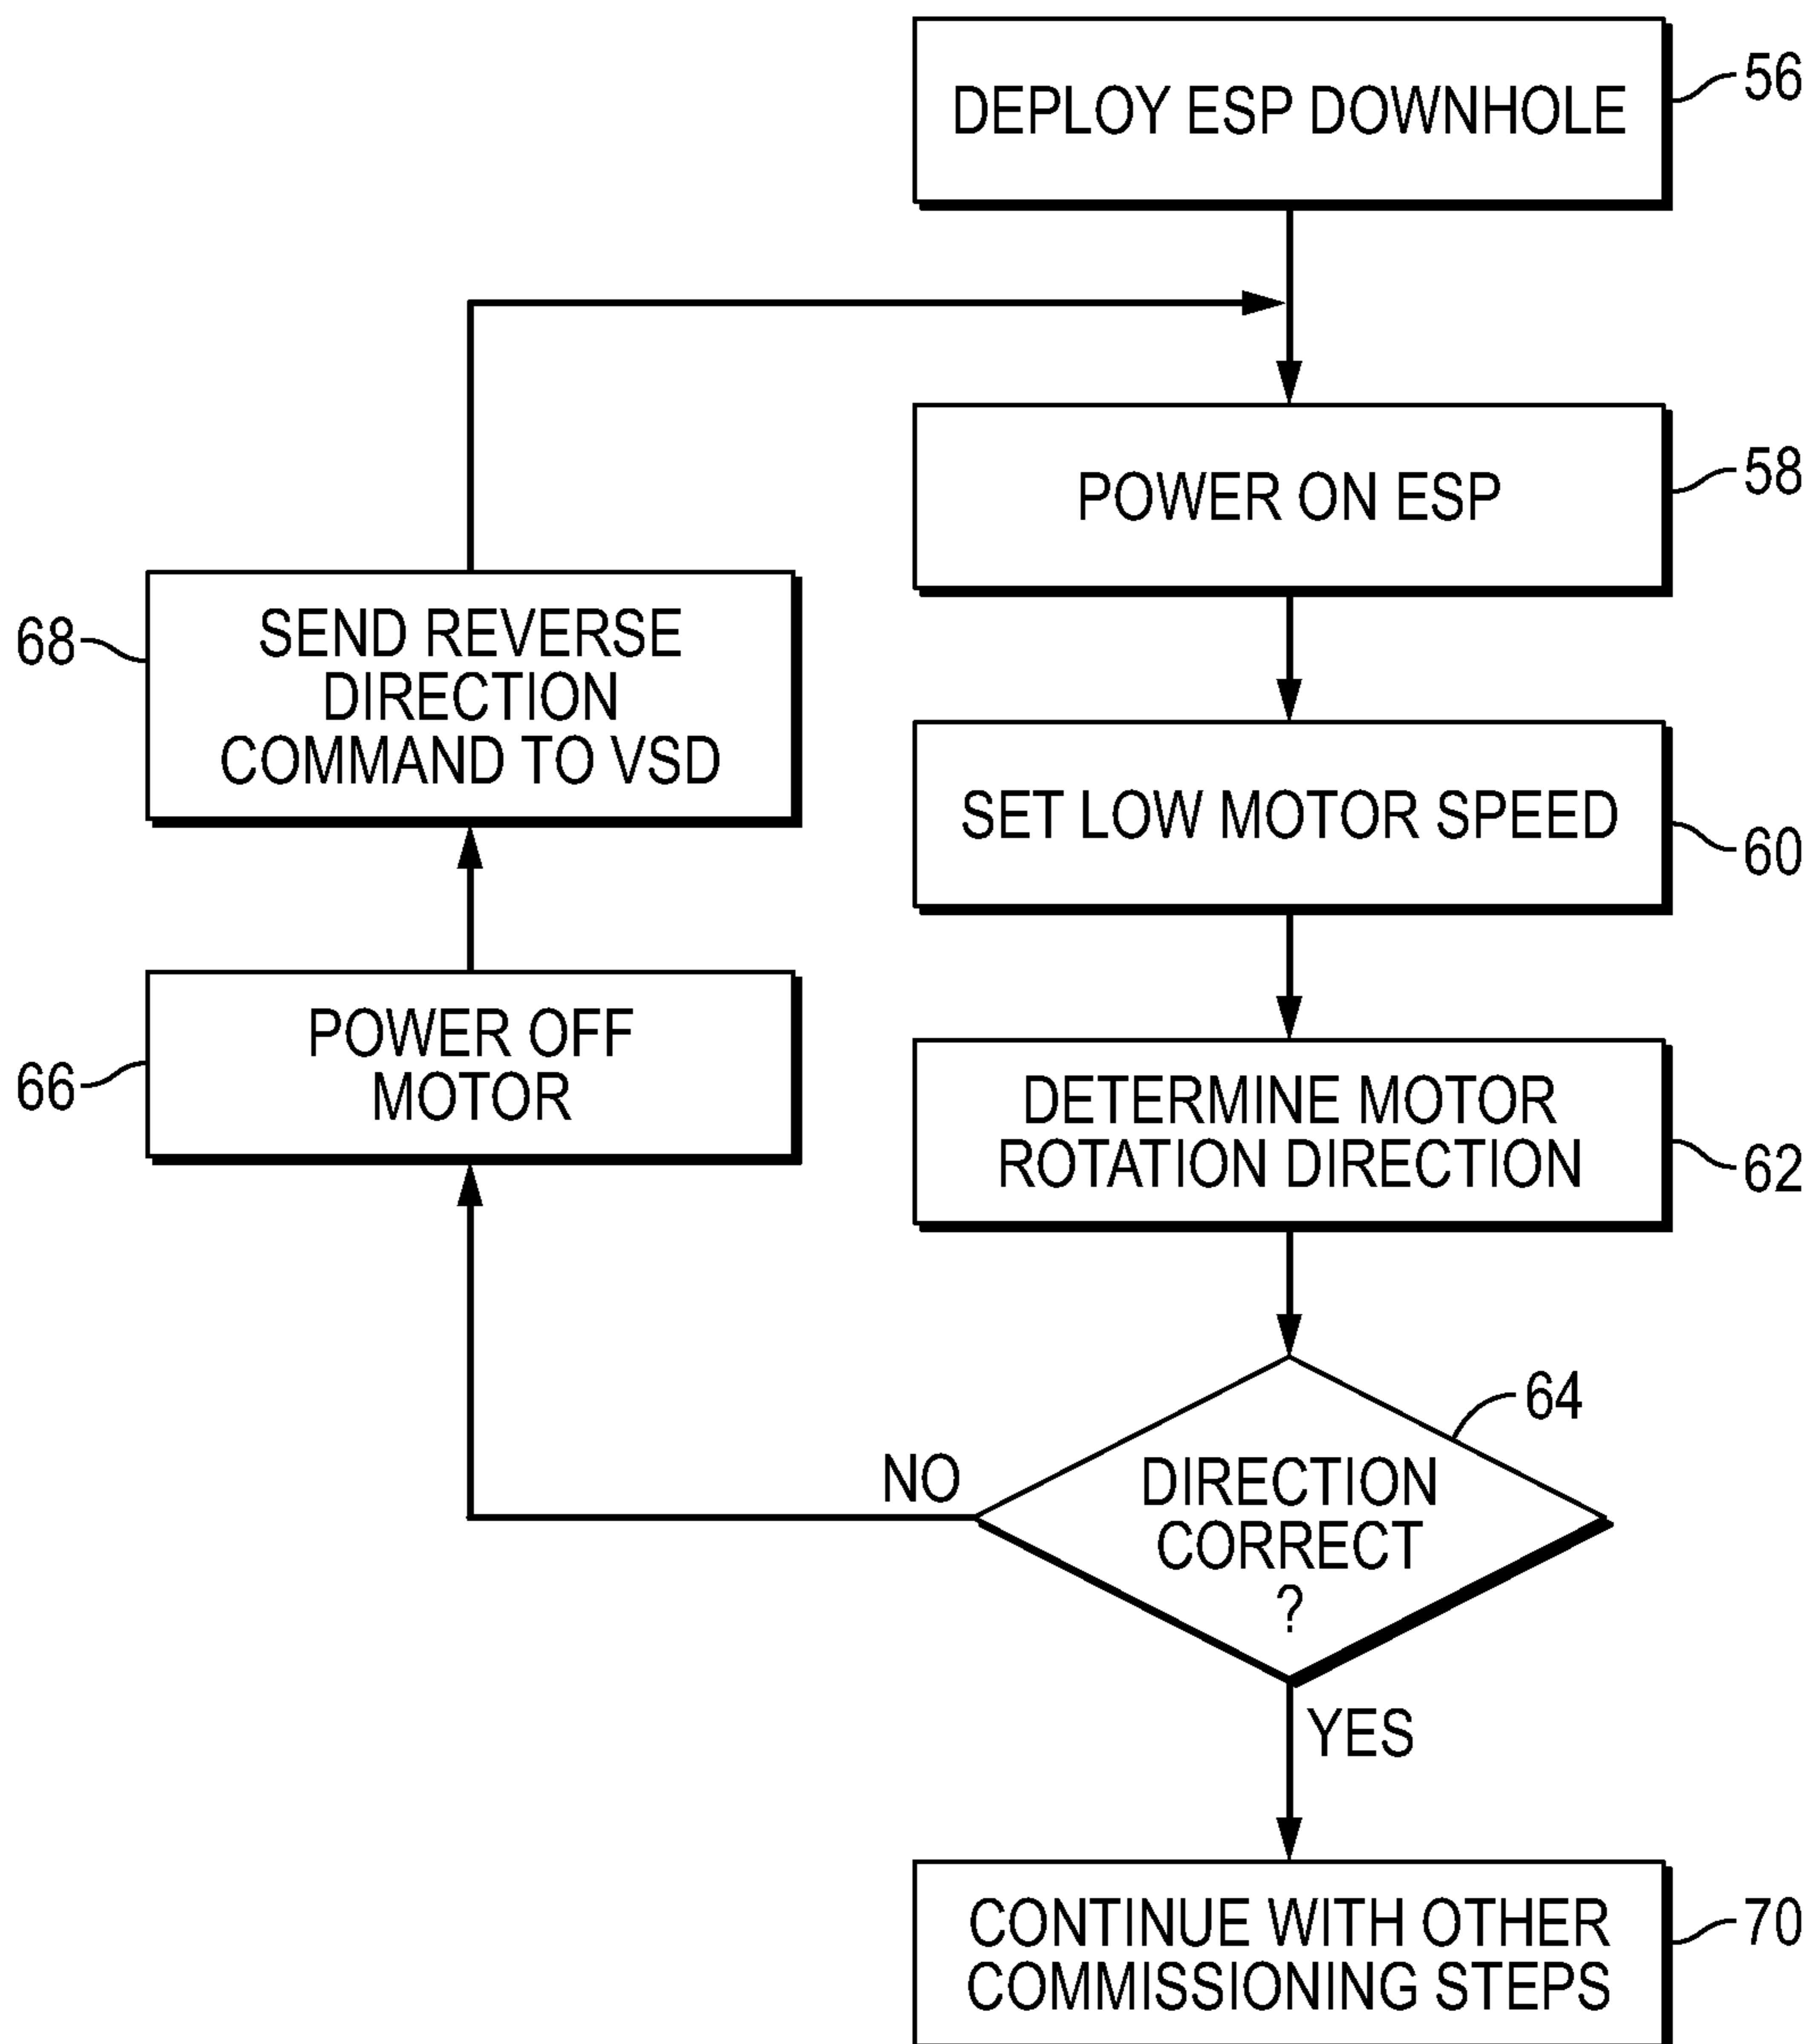 DEPLOY ESP DOWNHOLE
56
POWER ON ESP
58
68
SEND REVERSE
DIRECTION
COMMAND TO VSD
SET LOW MOTOR SPEED
60
66
POWER OFF
MOTOR
DETERMINE MOTOR
ROTATION DIRECTION
62
64
NO
DIRECTION
CORRECT
?
YES
CONTINUE WITH OTHER
COMMISSIONING STEPS
70